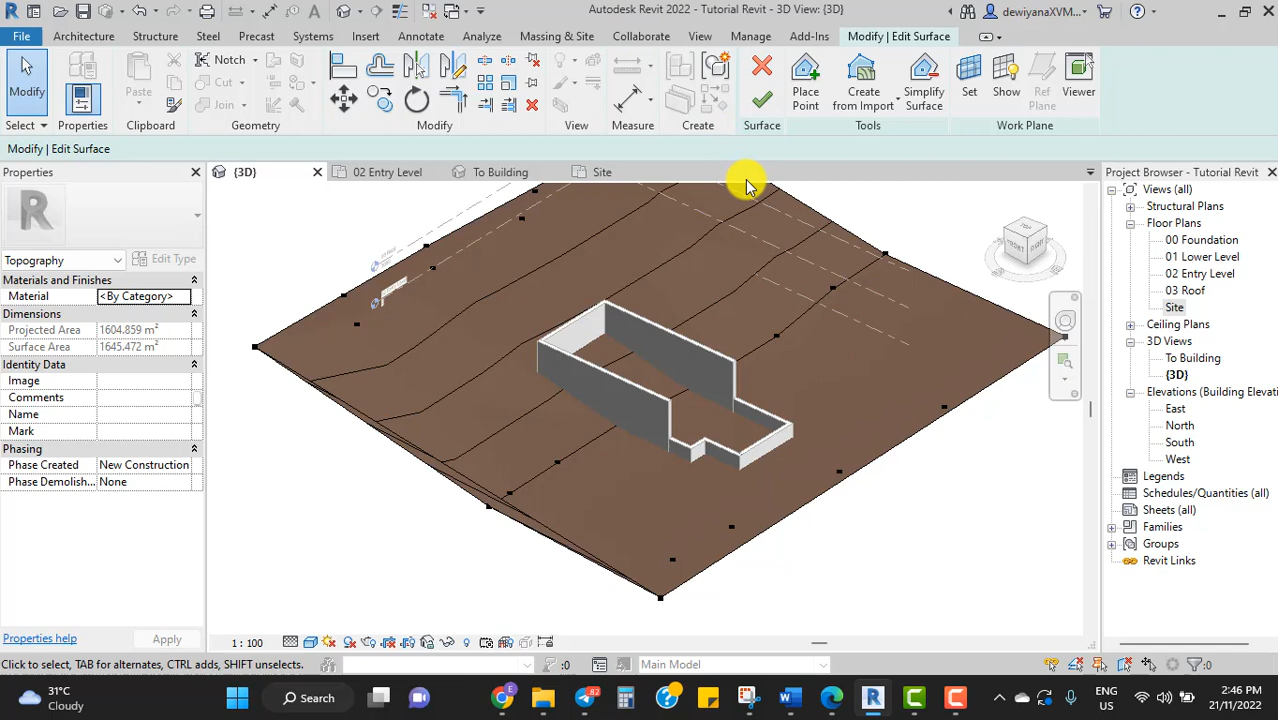 Autodesk Revit 2022 - Tutorial Revit - 3D View: {3D}
dewiyanaXVM...
File Architecture Structure Steel Precast Systems Insert Annotate Analyze Massing & Site Collaborate View Manage Add-Ins Modify | Edit Surface
Modify
Paste
Notch
Cut
Join
Place Point
Create from Import
Simplify Surface
Set
Show
Ref Plane
Viewer
Select Properties Clipboard Geometry Modify View Measure Create Surface Tools Work Plane
Modify | Edit Surface
Properties
{3D} 02 Entry Level To Building Site
Project Browser - Tutorial Revit
Topography
Edit Type
Materials and Finishes
Material <By Category>
Dimensions
Projected Area 1604.859 m²
Surface Area 1645.472 m²
Identity Data
Image
Comments
Name
Mark
Phasing
Phase Created New Construction
Phase Demolish... None
Properties help Apply
TOP
FRONT
RIGHT
Views (all)
Structural Plans
Floor Plans
00 Foundation
01 Lower Level
02 Entry Level
03 Roof
Site
Ceiling Plans
3D Views
To Building
{3D}
Elevations (Building Elevati
East
North
South
West
Legends
Schedules/Quantities (all)
Sheets (all)
Families
Groups
Revit Links
1 : 100
Click to select, TAB for alternates, CTRL adds, SHIFT unselects.
:0
Main Model
:0
31°C
Cloudy
Search
82
ENG
US
2:46 PM
21/11/2022